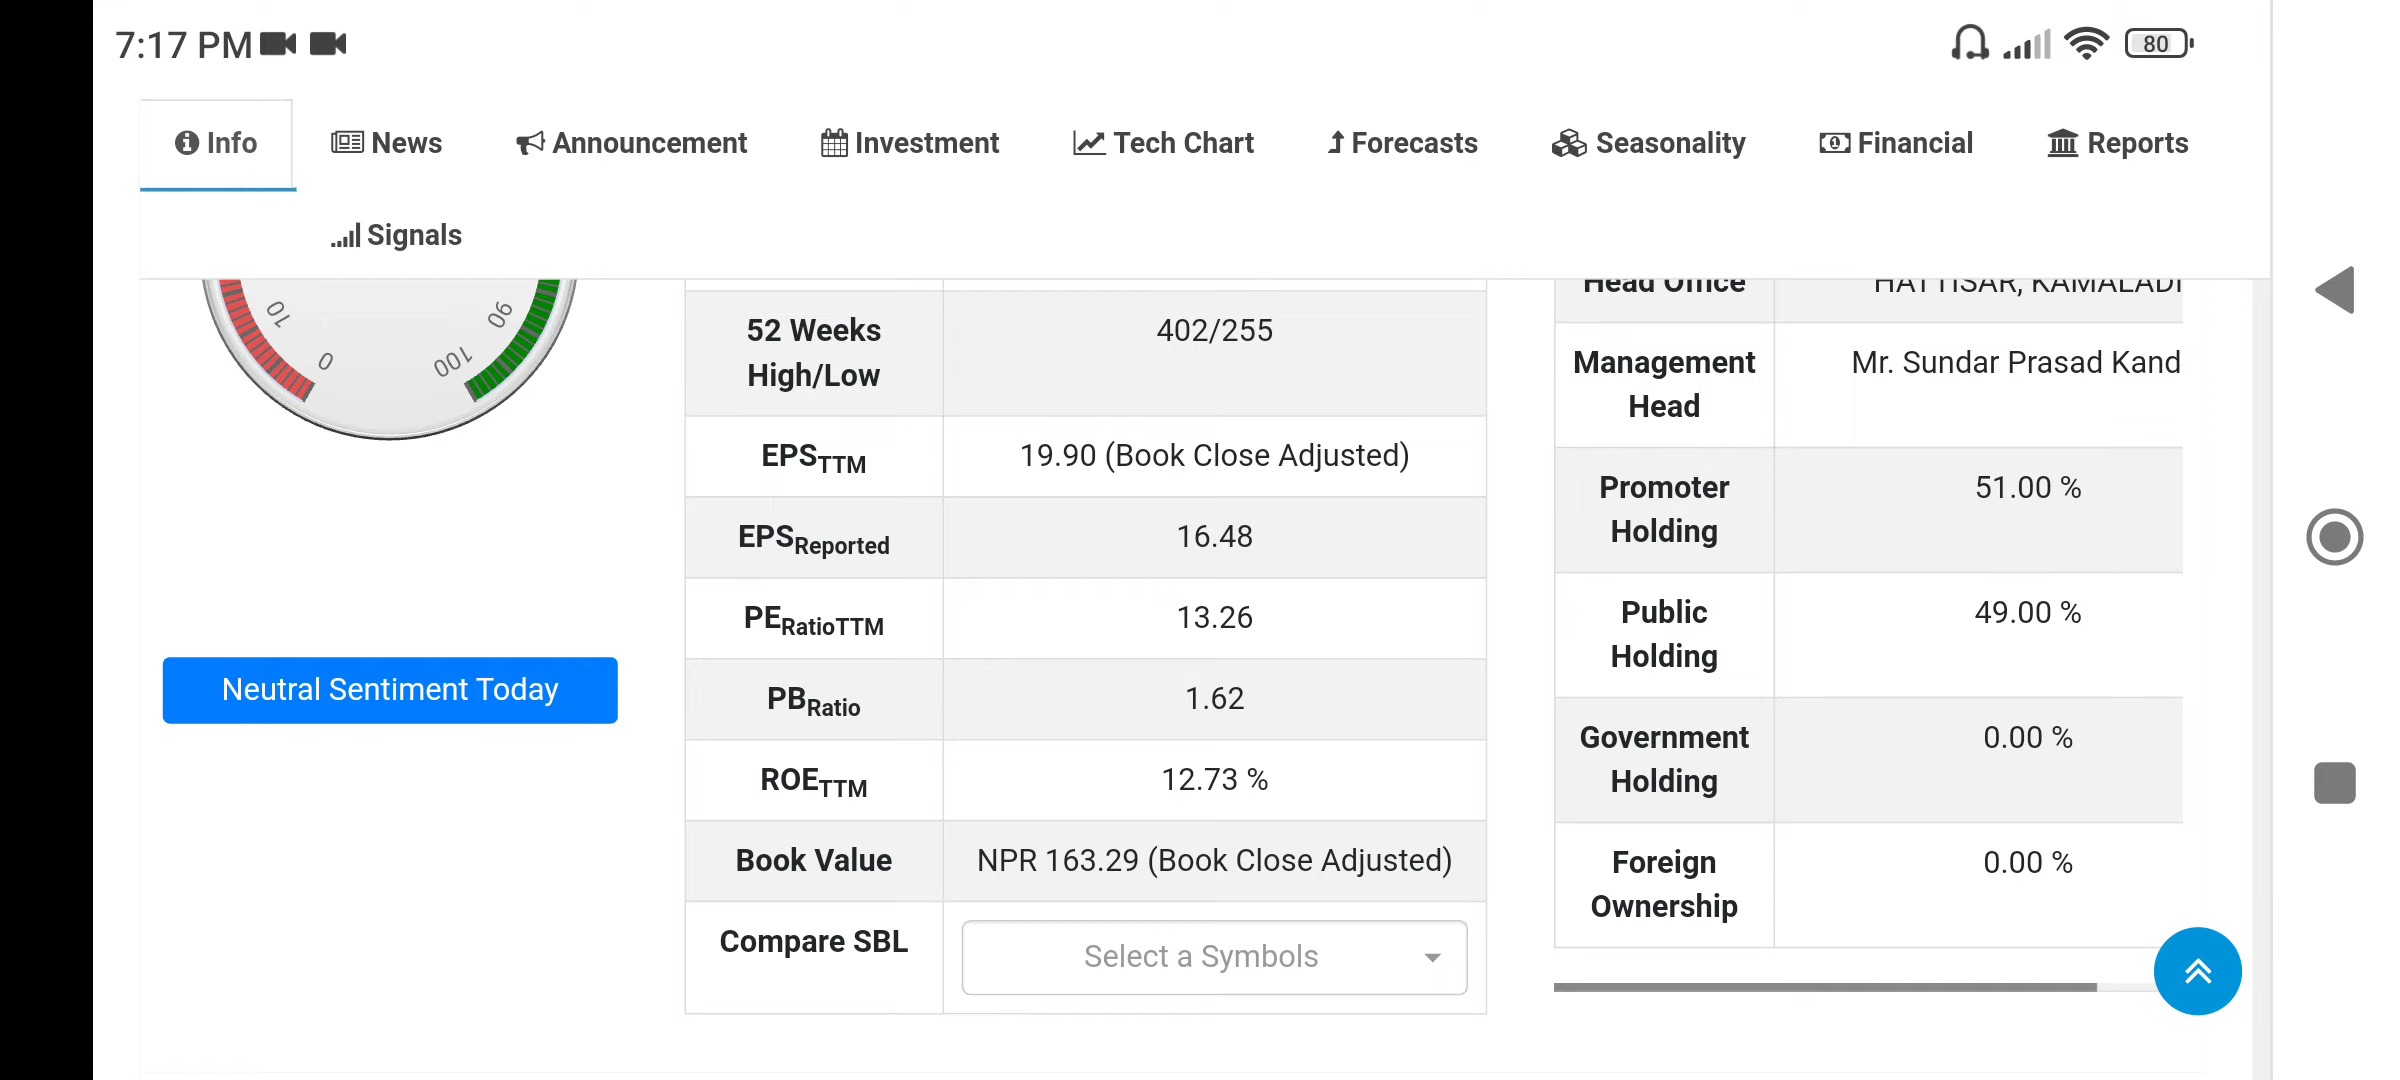 7:17 PM
80
Info News Announcement Investment Tech Chart Forecasts Seasonality Financial Reports
Signals
10
0
90
100
Neutral Sentiment Today
52 Weeks High/Low 402/255
EPSTTM 19.90 (Book Close Adjusted)
EPSReported 16.48
PERatioTTM 13.26
PBRatio 1.62
ROETTM 12.73 %
Book Value NPR 163.29 (Book Close Adjusted)
Compare SBL Select a Symbols
Head Office HATTISAR, KAMALADI
Management Head Mr. Sundar Prasad Kand
Promoter Holding 51.00 %
Public Holding 49.00 %
Government Holding 0.00 %
Foreign Ownership 0.00 %